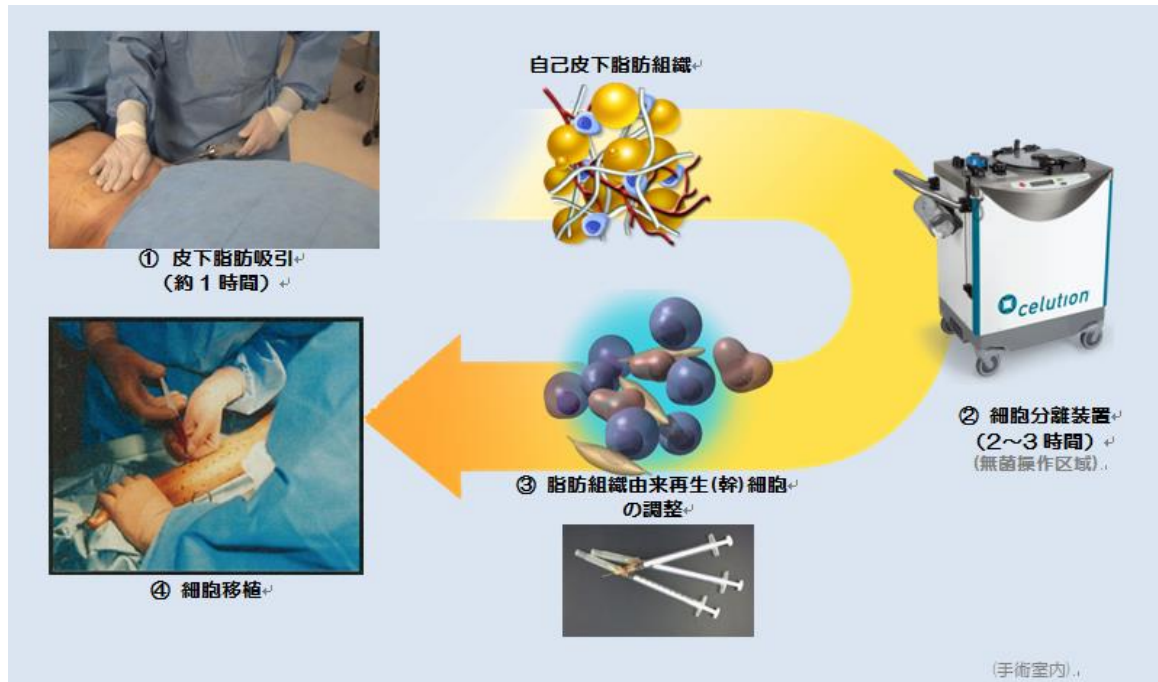 自己皮下脂肪組織
① 皮下脂肪吸引
(約1時間)
celution
② 細胞分離装置
(2~3時間)
(無菌操作区域)
③ 脂肪組織由来再生(幹)細胞
の調整
④ 細胞移植
(手術室内)